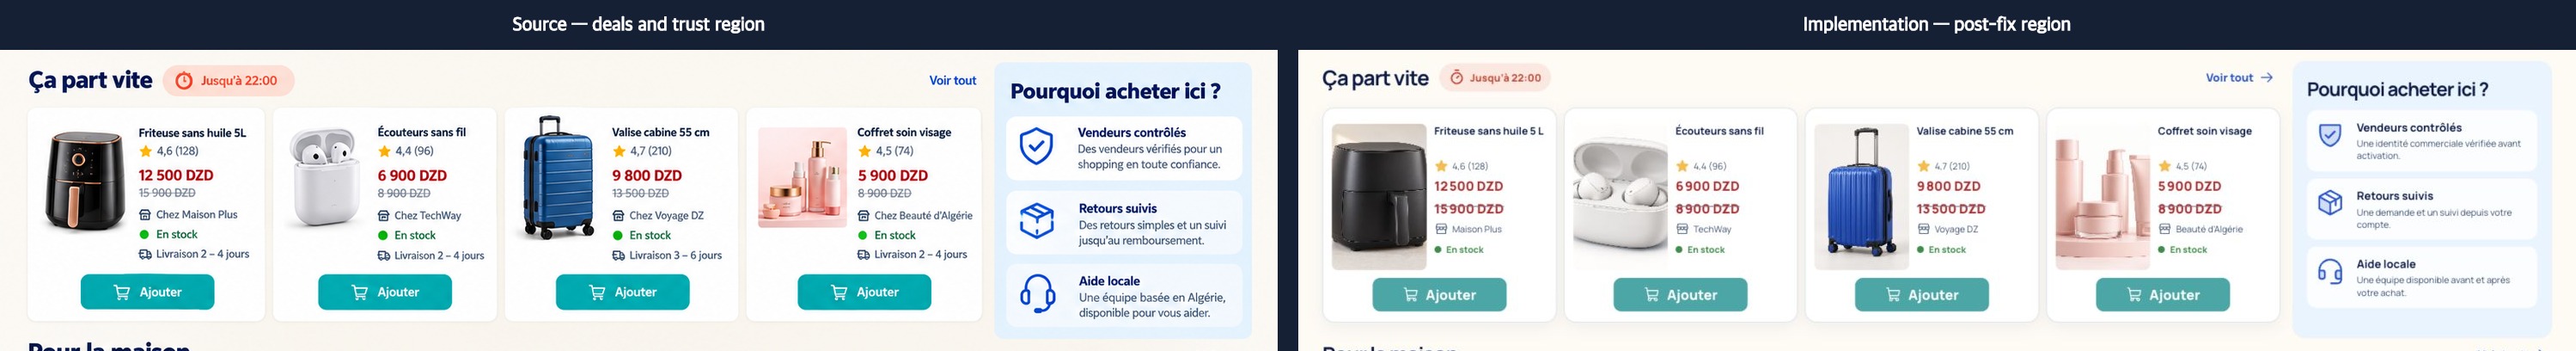 Source — deals and trust region
Ça part vite
Jusqu'à 22:00
Voir tout
Friteuse sans huile 5L
4,6 (128)
12 500 DZD
15 900 DZD
Chez Maison Plus
En stock
Livraison 2 – 4 jours
Ajouter
Écouteurs sans fil
4,4 (96)
6 900 DZD
8 900 DZD
Chez TechWay
En stock
Livraison 2 – 4 jours
Ajouter
Valise cabine 55 cm
4,7 (210)
9 800 DZD
13 500 DZD
Chez Voyage DZ
En stock
Livraison 3 – 6 jours
Ajouter
Coffret soin visage
4,5 (74)
5 900 DZD
8 900 DZD
Chez Beauté d'Algérie
En stock
Livraison 2 – 4 jours
Ajouter
Pourquoi acheter ici ?
Vendeurs contrôlés
Des vendeurs vérifiés pour un
shopping en toute confiance.
Retours suivis
Des retours simples et un suivi
jusqu'au remboursement.
Aide locale
Une équipe basée en Algérie,
disponible pour vous aider.
Pour la maison
Implementation — post-fix region
Ça part vite
Jusqu'à 22:00
Voir tout →
Friteuse sans huile 5 L
4,6 (128)
12 500 DZD
15 900 DZD
Maison Plus
En stock
Ajouter
Écouteurs sans fil
4,4 (96)
6 900 DZD
8 900 DZD
TechWay
En stock
Ajouter
Valise cabine 55 cm
4,7 (210)
9 800 DZD
13 500 DZD
Voyage DZ
En stock
Ajouter
Coffret soin visage
4,5 (74)
5 900 DZD
8 900 DZD
Beauté d'Algérie
En stock
Ajouter
Pourquoi acheter ici ?
Vendeurs contrôlés
Une identité commerciale vérifiée avant
activation.
Retours suivis
Une demande et un suivi depuis votre
compte.
Aide locale
Une équipe disponible avant et après
votre achat.
Pour la maison